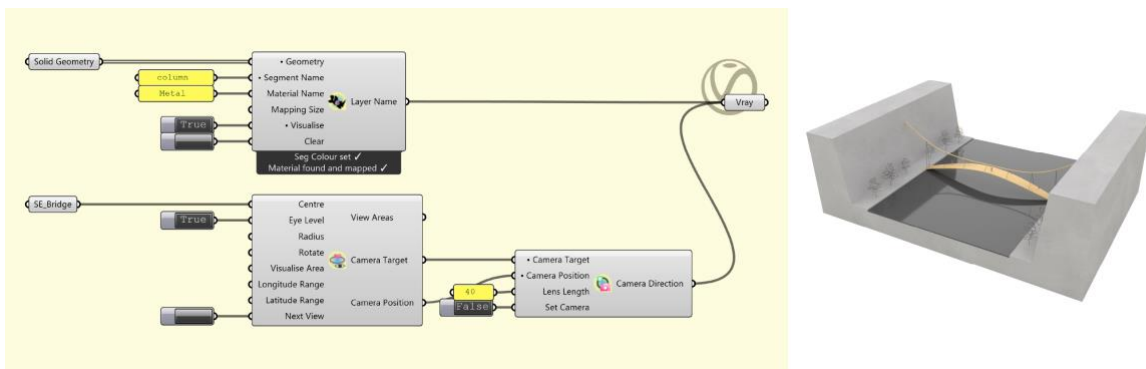 Solid Geometry
column
Metal
True
• Geometry
• Segment Name
Material Name
Mapping Size
• Visualise
Clear
Layer Name
Seg Colour set ✓
Material found and mapped ✓
Vray
SE_Bridge
True
Centre
Eye Level
Radius
Rotate
Visualise Area
Longitude Range
Latitude Range
Next View
View Areas
Camera Target
Camera Position
40
False
• Camera Target
• Camera Position
Lens Length
Set Camera
Camera Direction